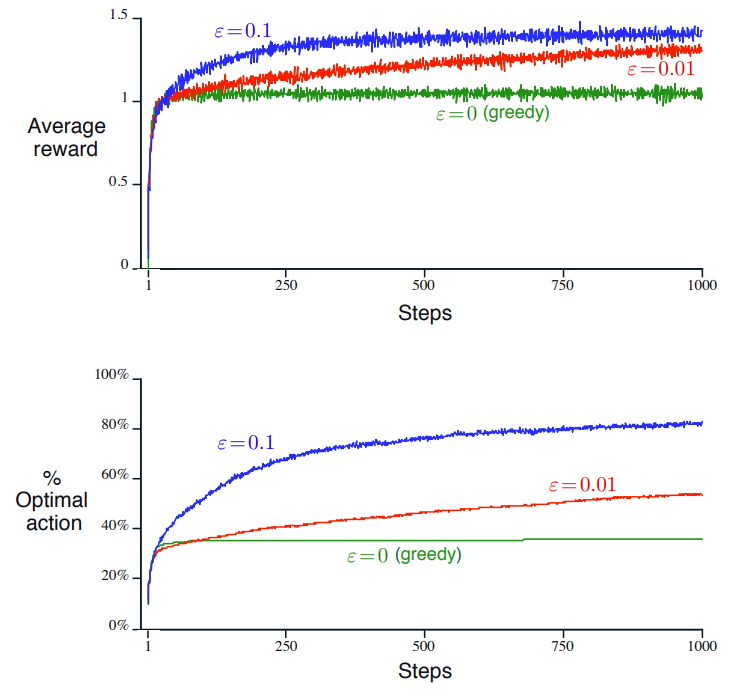 1.5
ε=0.1
ε=0.01
1
ε=0 (greedy)
Average
reward
0.5
0
1
250
500
750
1000
Steps
100%
80%
ε=0.1
60%
ε=0.01
%
Optimal
action
40%
ε=0 (greedy)
20%
0%
1
250
500
750
1000
Steps